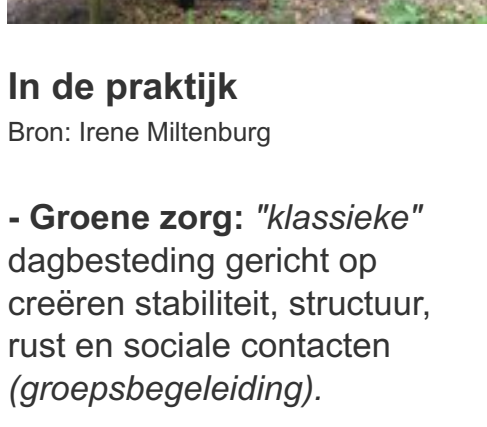 In de praktijk
Bron: Irene Miltenburg
- Groene zorg: "klassieke"
dagbesteding gericht op
creëren stabiliteit, structuur,
rust en sociale contacten
(groepsbegeleiding).